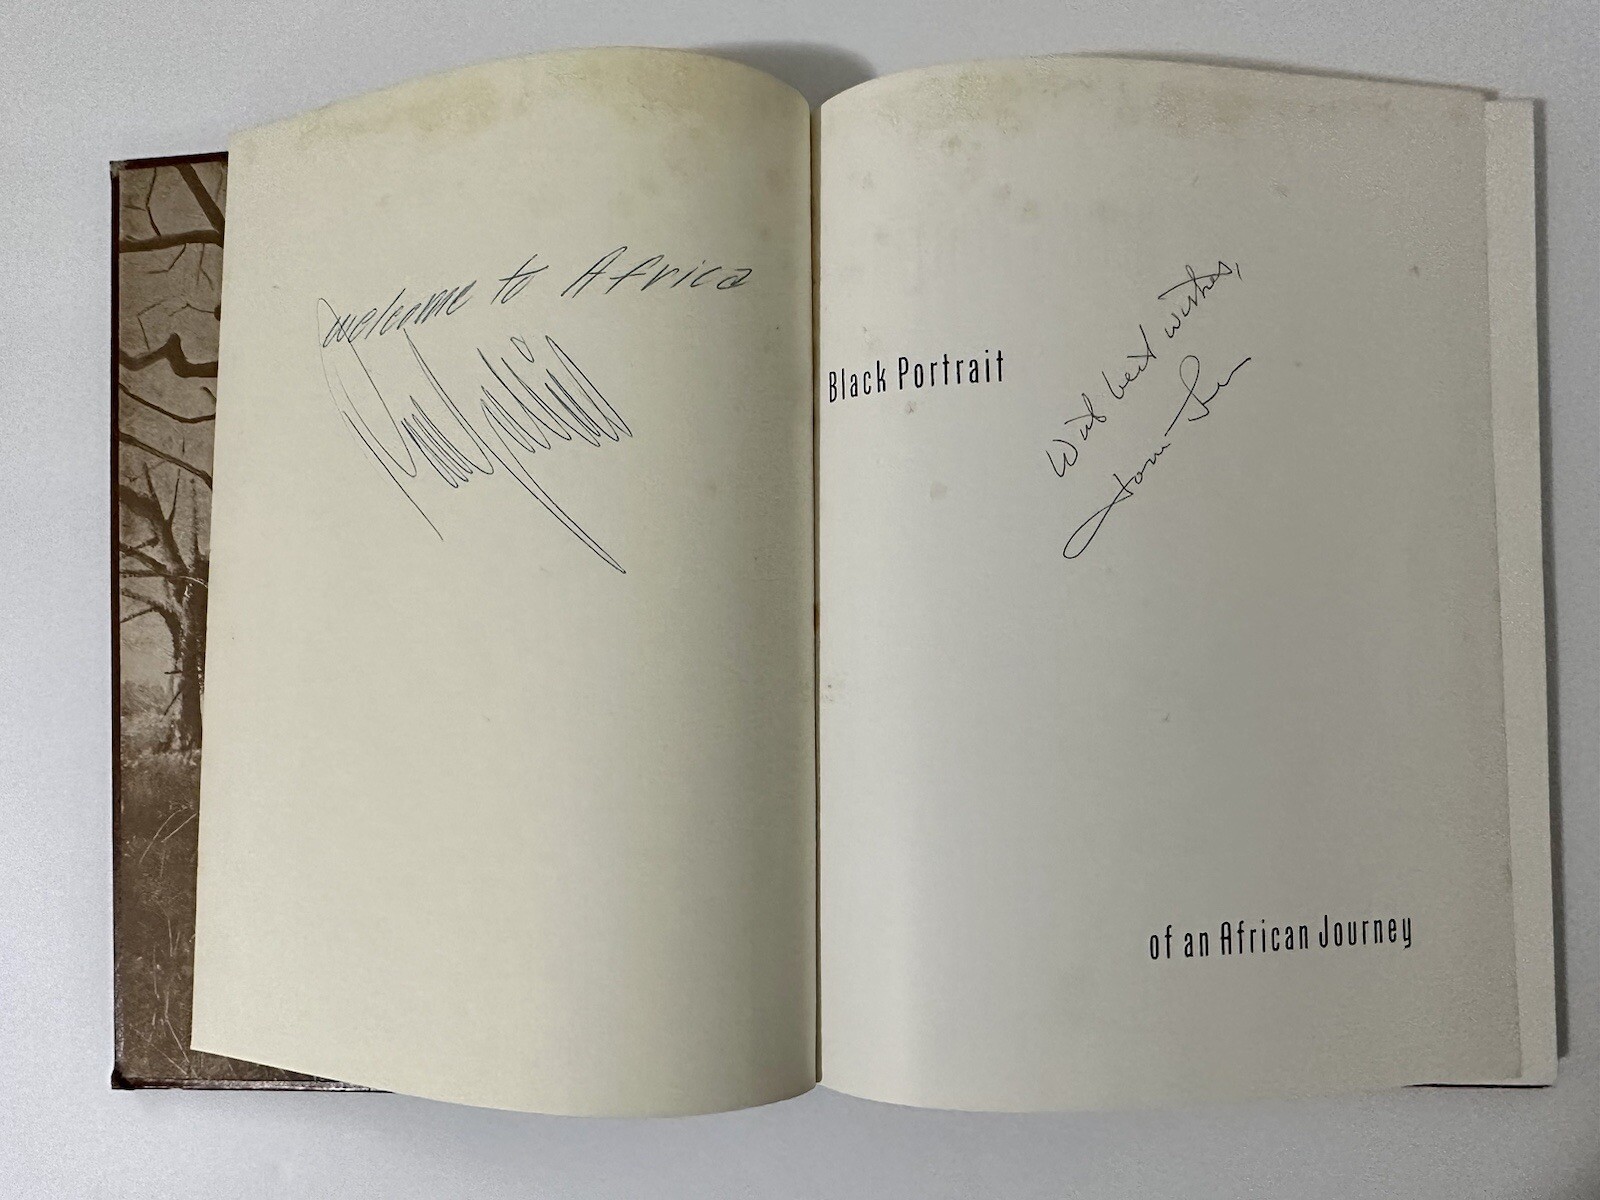 Welcome to Africa
Black Portrait
With best wishes,
of an African Journey